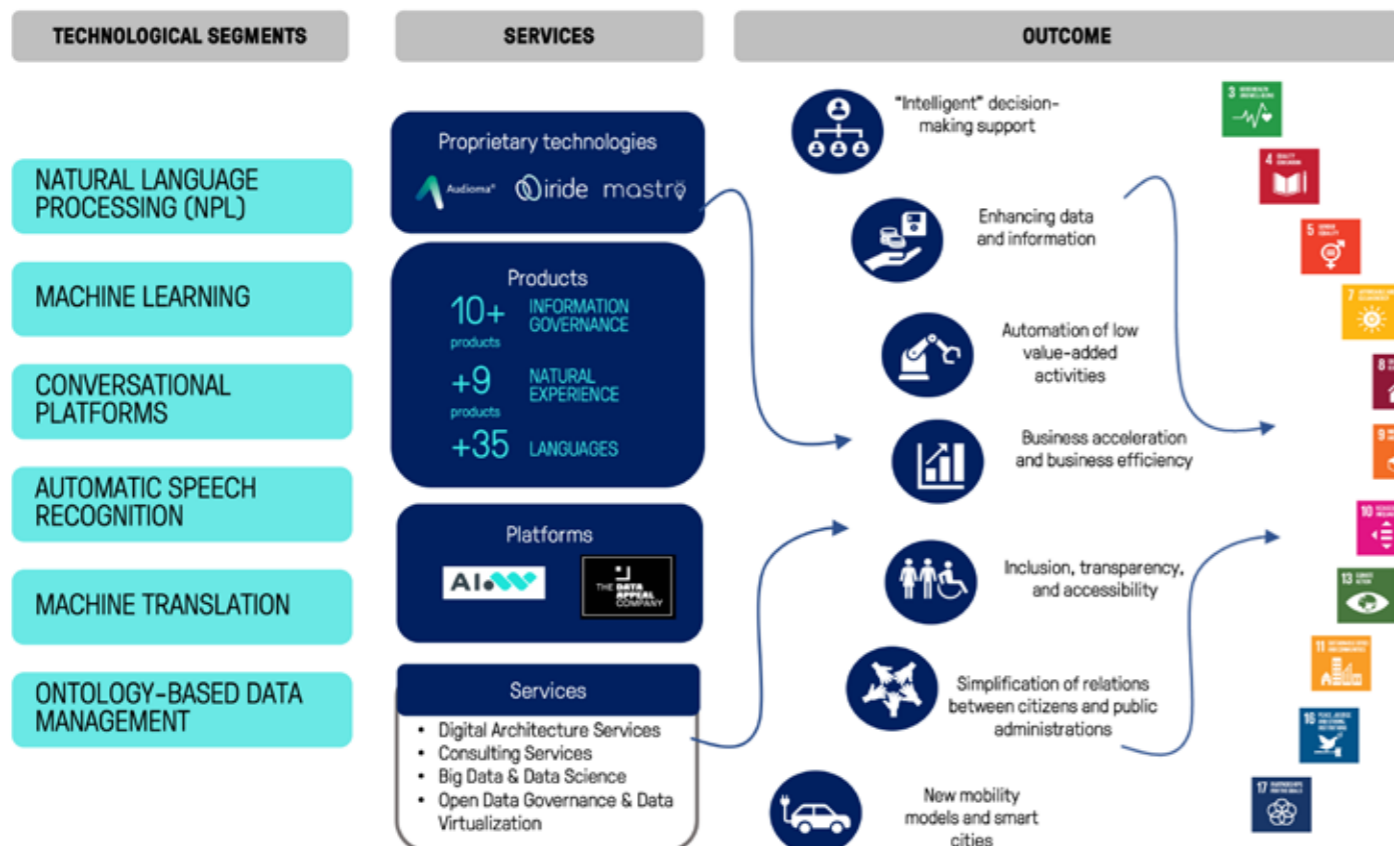 TECHNOLOGICAL SEGMENTS
NATURAL LANGUAGE
PROCESSING (NPL)
MACHINE LEARNING
CONVERSATIONAL
PLATFORMS
AUTOMATIC SPEECH
RECOGNITION
MACHINE TRANSLATION
ONTOLOGY-BASED DATA
MANAGEMENT
SERVICES
Proprietary technologies
Audioma®
iride
mastro
Products
10+
products
INFORMATION
GOVERNANCE
+9
products
NATURAL
EXPERIENCE
+35
LANGUAGES
Platforms
AI.W
THE DATA
APPEAL
COMPANY
Services
• Digital Architecture Services
• Consulting Services
• Big Data & Data Science
• Open Data Governance & Data
Virtualization
OUTCOME
"Intelligent" decision-
making support
Enhancing data
and information
Automation of low
value-added
activities
Business acceleration
and business efficiency
Inclusion, transparency,
and accessibility
Simplification of relations
between citizens and public
administrations
New mobility
models and smart
cities
3
4
5
7
8
9
10
13 CLIMATE
ACTION
11
16
17